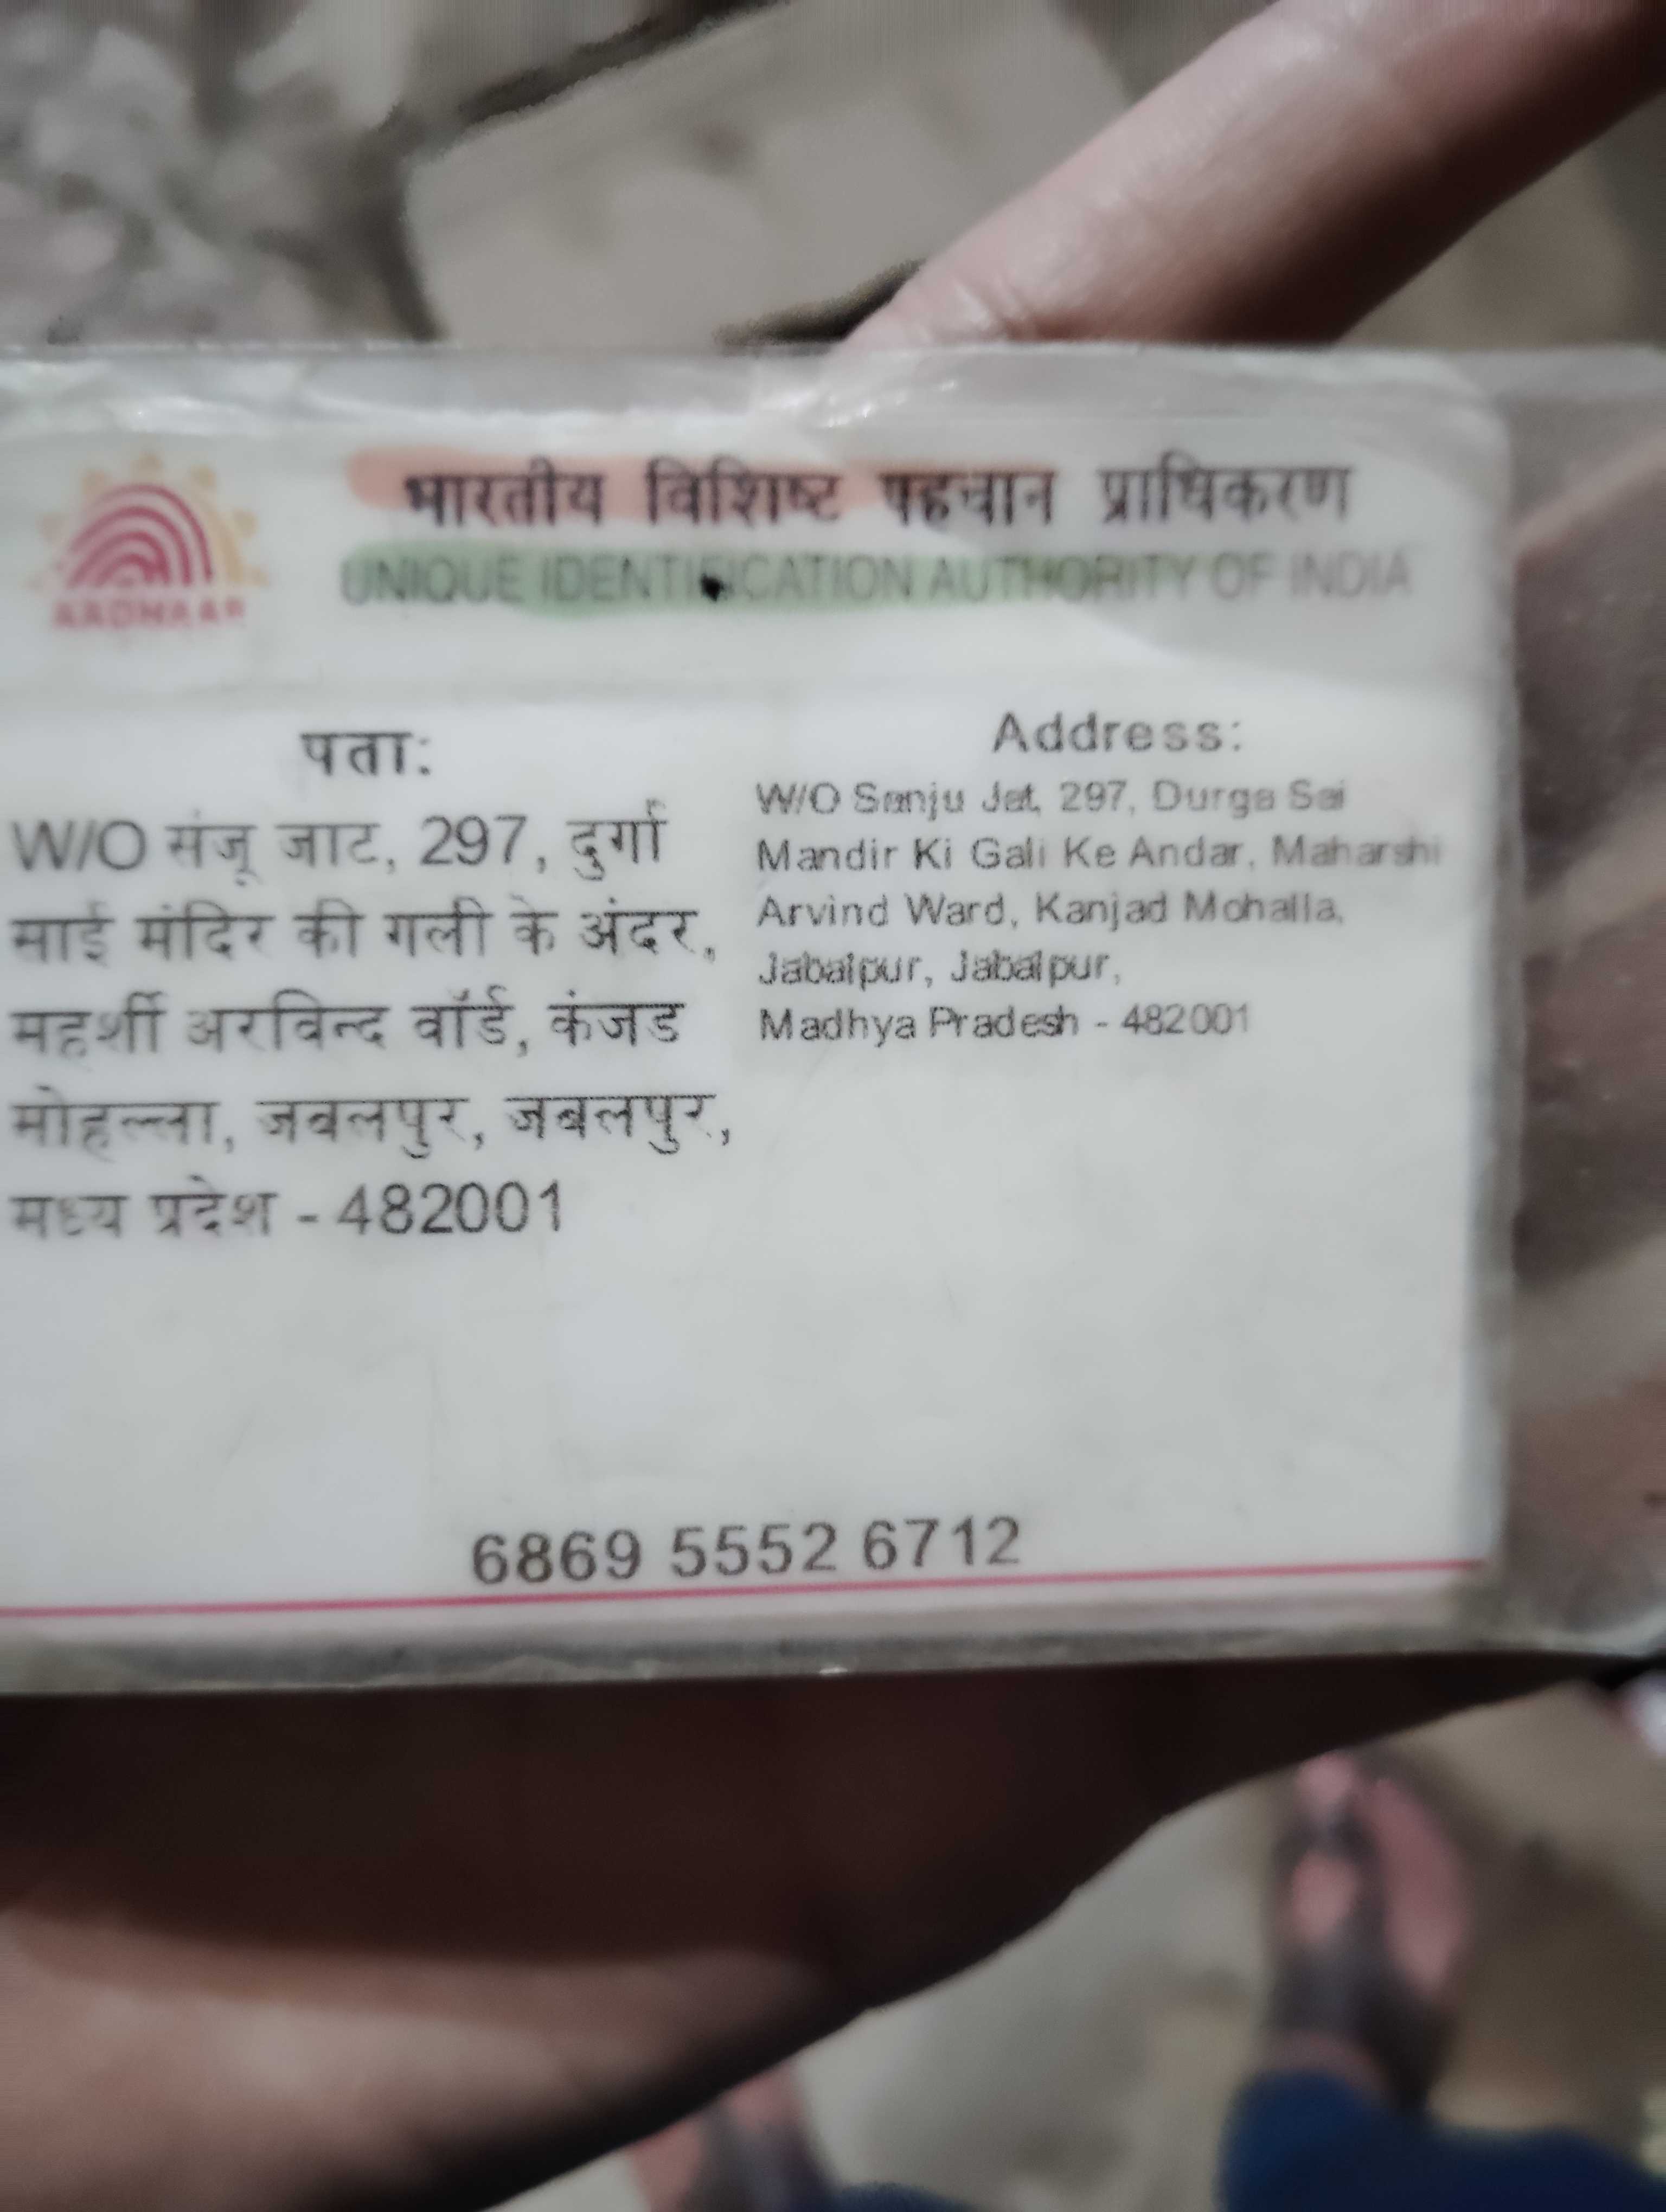 भारतीय विशिष्ट पहचान प्राधिकरण
UNIQUE IDENTIFICATION AUTHORITY OF INDIA
AADHAAR
पता:
W/O संजू जाट, 297, दुर्गा
साई मंदिर की गली के अंदर,
महर्शी अरविन्द वॉर्ड, कंजड
मोहल्ला, जबलपुर, जबलपुर,
मध्य प्रदेश - 482001
Address:
W/O Sanju Jat, 297, Durga Sai
Mandir Ki Gali Ke Andar, Maharshi
Arvind Ward, Kanjad Mohalla,
Jabalpur, Jabalpur,
Madhya Pradesh - 482001
6869 5552 6712